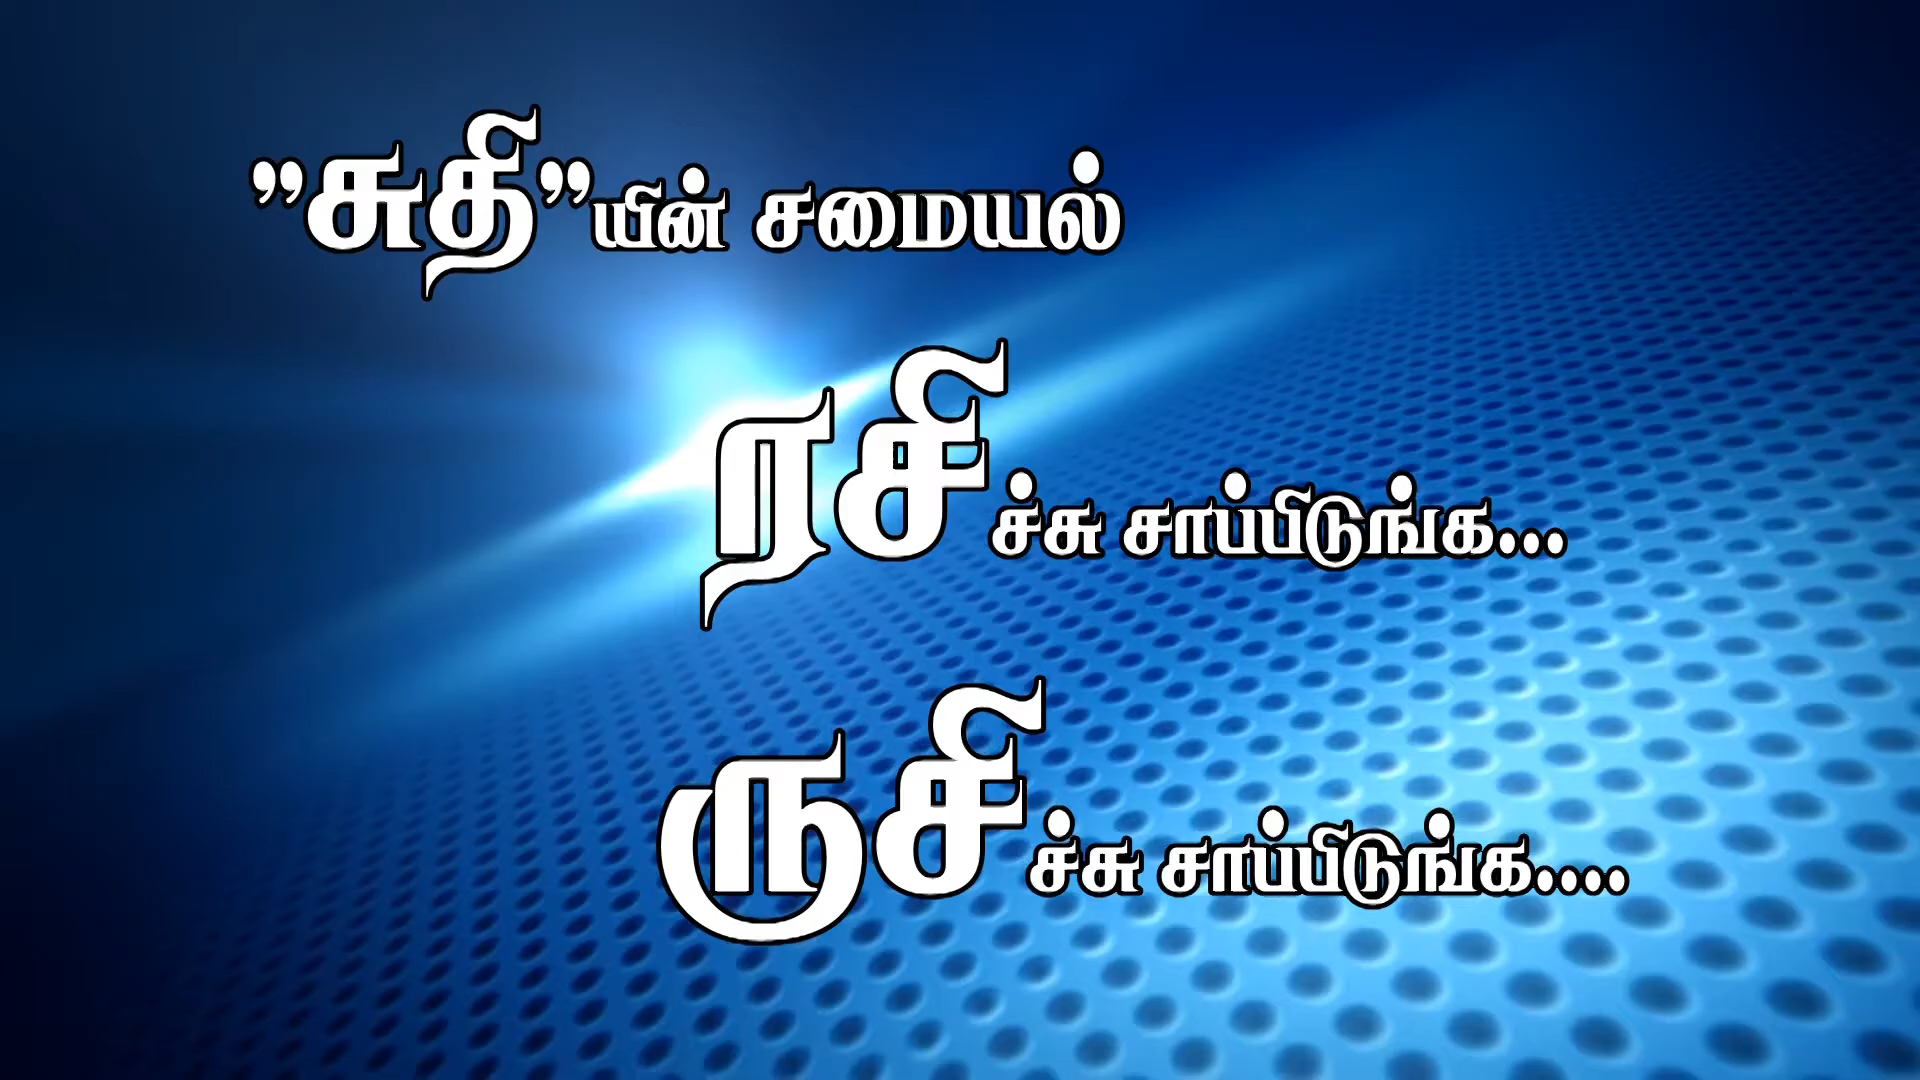 ”சுதி”யின் சமையல்
ரசிச்சு சாப்பிடுங்க...
ருசிச்சு சாப்பிடுங்க....